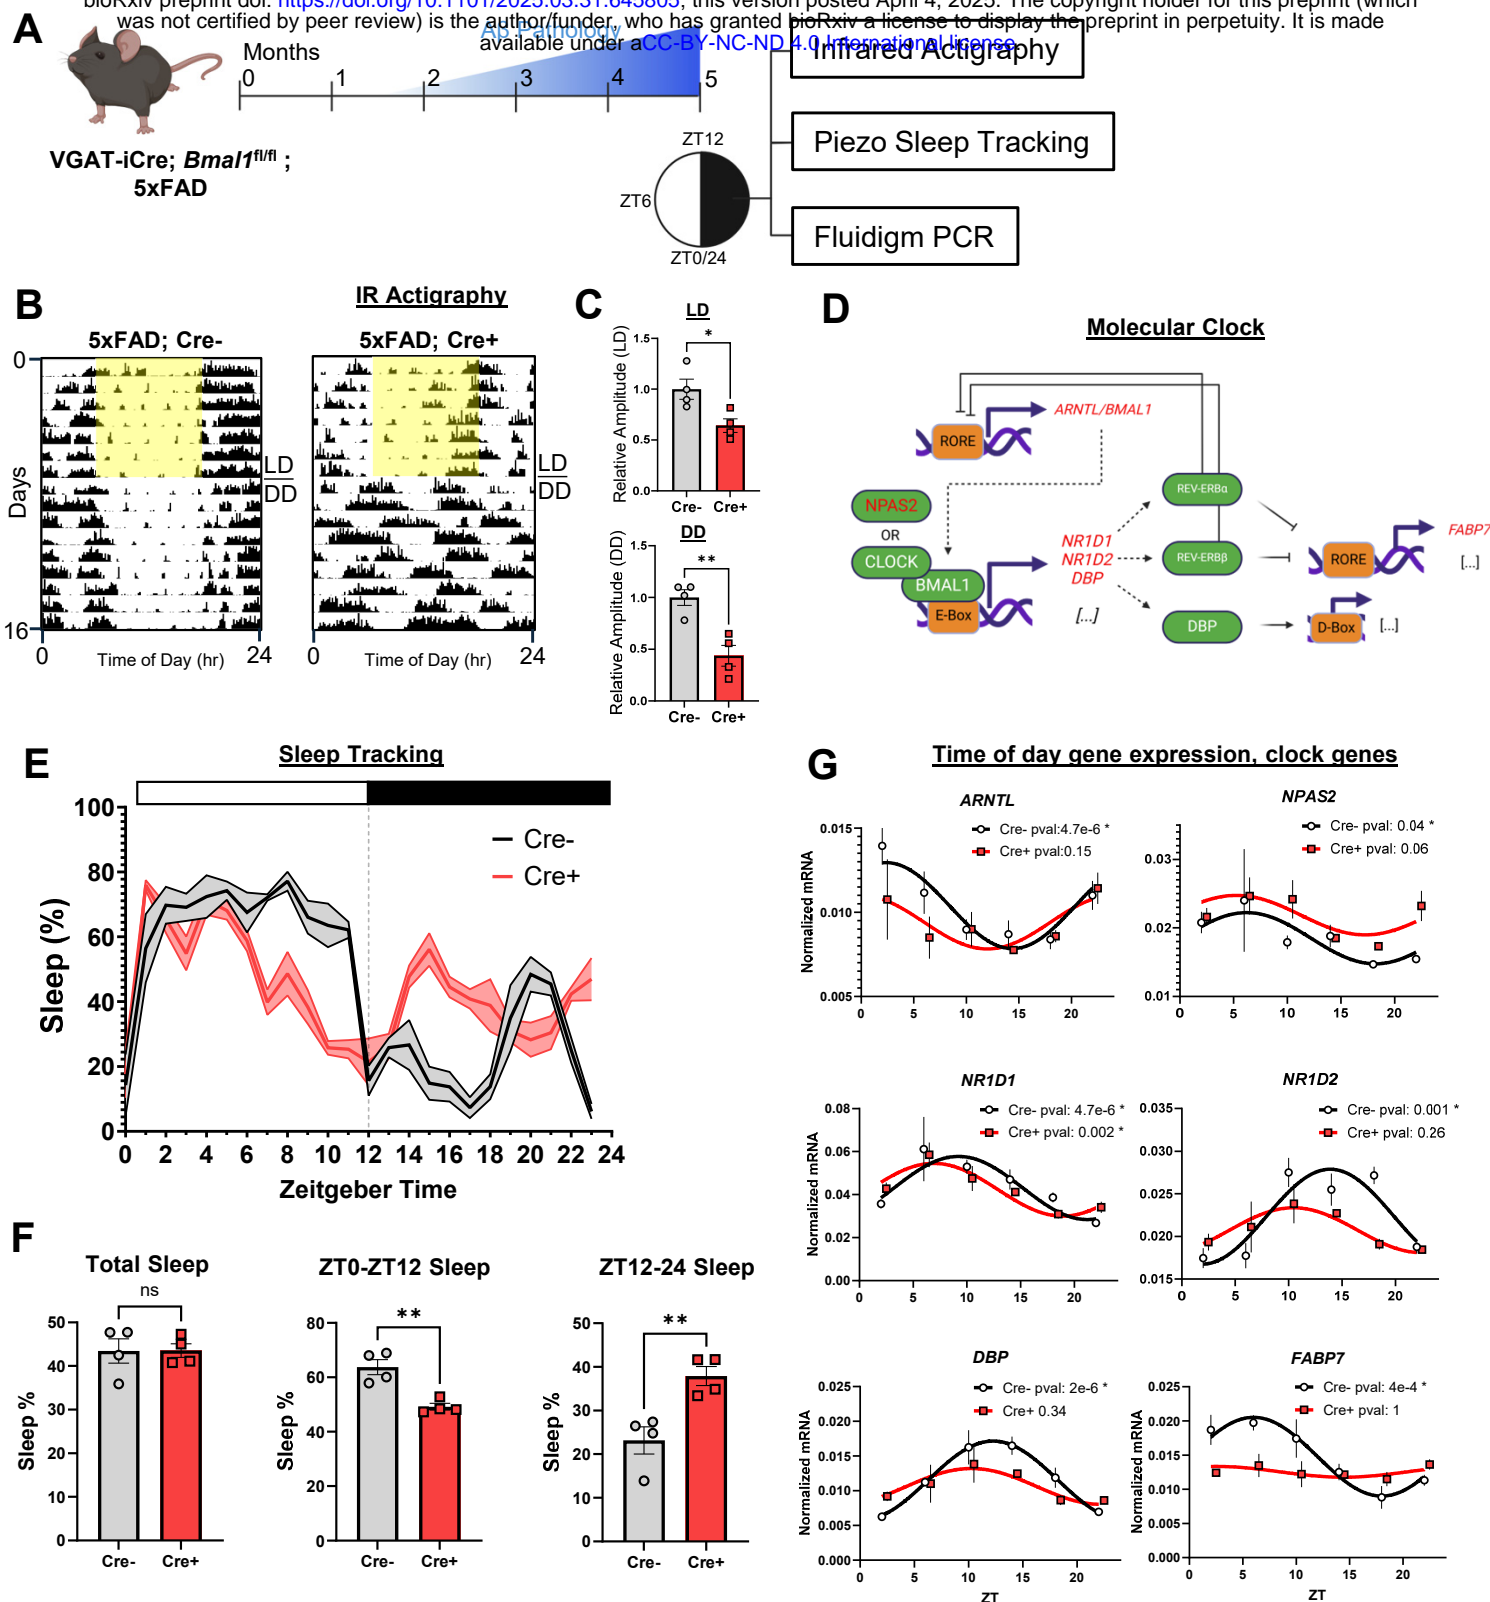 bioRxiv preprint doi: https://doi.org/10.1101/2025.03.31.645805; this version posted April 4, 2025. The copyright holder for this preprint (which
was not certified by peer review) is the author/funder, who has granted bioRxiv a license to display the preprint in perpetuity. It is made
available under aCC-BY-NC-ND 4.0 International license.
A
Aβ Pathology
Months
0 1 2 3 4 5
VGAT-iCre; Bmal1fl/fl ;
5xFAD
ZT12
ZT6
ZT0/24
Infrared Actigraphy
Piezo Sleep Tracking
Fluidigm PCR
B
IR Actigraphy
5xFAD; Cre-
5xFAD; Cre+
0
Days
16
LD
DD
LD
DD
0 Time of Day (hr) 24
0 Time of Day (hr) 24
C
LD
Relative Amplitude (LD)
1.5
1.0
0.5
0.0
*
Cre- Cre+
DD
Relative Amplitude (DD)
1.5
1.0
0.5
0.0
**
Cre- Cre+
D
Molecular Clock
ARNTL/BMAL1
RORE
NPAS2
OR
CLOCK
BMAL1
E-Box
NR1D1
NR1D2
DBP
[...]
REV-ERBα
REV-ERBβ
DBP
RORE
FABP7
[...]
D-Box
[...]
E
Sleep Tracking
Sleep (%)
100
80
60
40
20
0
Cre-
Cre+
0 2 4 6 8 10 12 14 16 18 20 22 24
Zeitgeber Time
F
Total Sleep
ns
Sleep %
50
40
30
20
10
0
Cre- Cre+
ZT0-ZT12 Sleep
**
Sleep %
80
60
40
20
0
Cre- Cre+
ZT12-24 Sleep
**
Sleep %
50
40
30
20
10
0
Cre- Cre+
G
Time of day gene expression, clock genes
ARNTL
Cre- pval:4.7e-6 *
Cre+ pval:0.15
Normalized mRNA
0.015
0.010
0.005
0 5 10 15 20
NPAS2
Cre- pval: 0.04 *
Cre+ pval: 0.06
0.03
0.02
0.01
0 5 10 15 20
NR1D1
Cre- pval: 4.7e-6 *
Cre+ pval: 0.002 *
Normalized mRNA
0.08
0.06
0.04
0.02
0.00
0 5 10 15 20
ZT
NR1D2
Cre- pval: 0.001 *
Cre+ pval: 0.26
0.035
0.030
0.025
0.020
0.015
0 5 10 15 20
ZT
DBP
Cre- pval: 2e-6 *
Cre+ 0.34
Normalized mRNA
0.025
0.020
0.015
0.010
0.005
0.000
0 5 10 15 20
ZT
FABP7
Cre- pval: 4e-4 *
Cre+ pval: 1
Normalized mRNA
0.025
0.020
0.015
0.010
0.005
0.000
0 5 10 15 20
ZT